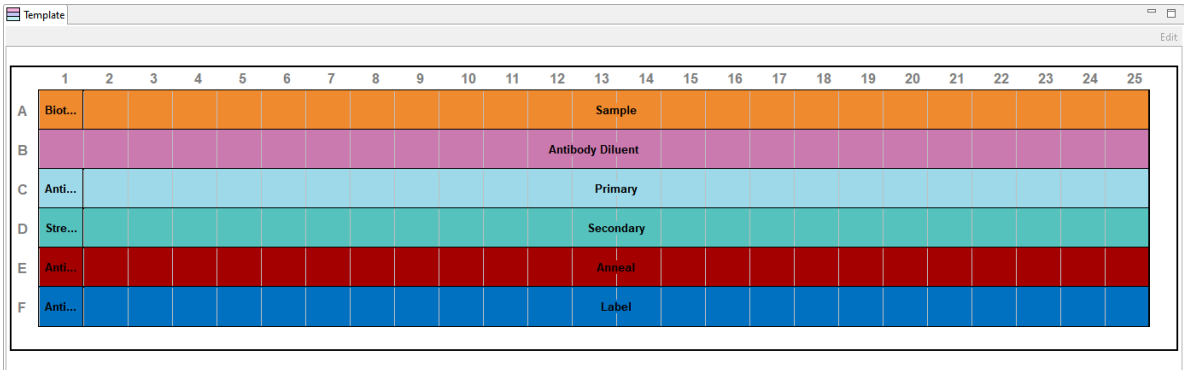 Template
Edit
1 2 3 4 5 6 7 8 9 10 11 12 13 14 15 16 17 18 19 20 21 22 23 24 25
A Biot... Sample
B Antibody Diluent
C Anti... Primary
D Stre... Secondary
E Anti... Anneal
F Anti... Label